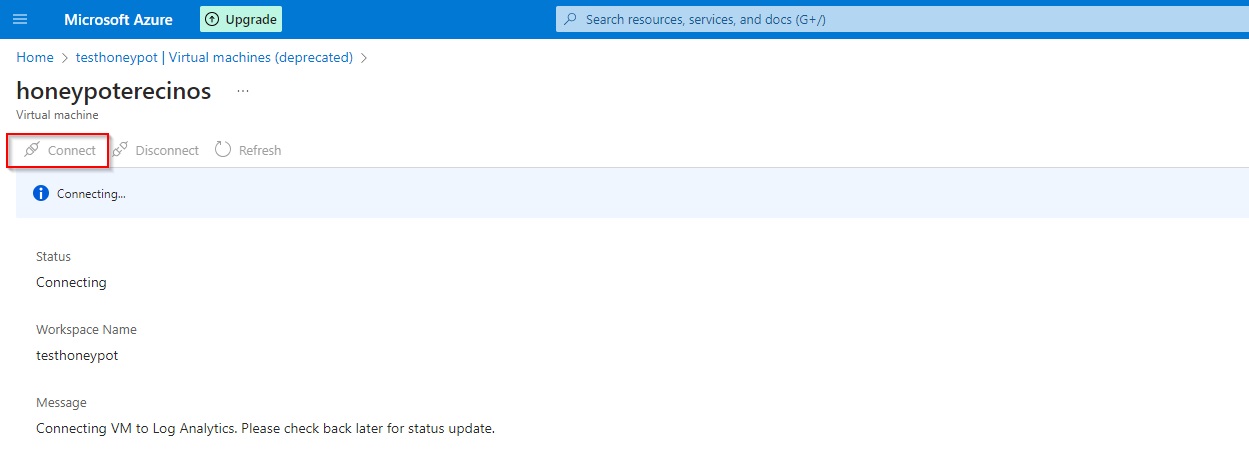 Microsoft Azure Upgrade Search resources, services, and docs (G+/)
Home > testhoneypot | Virtual machines (deprecated) >
honeypoterecinos ...
Virtual machine
Connect Disconnect Refresh
Connecting...
Status
Connecting
Workspace Name
testhoneypot
Message
Connecting VM to Log Analytics. Please check back later for status update.